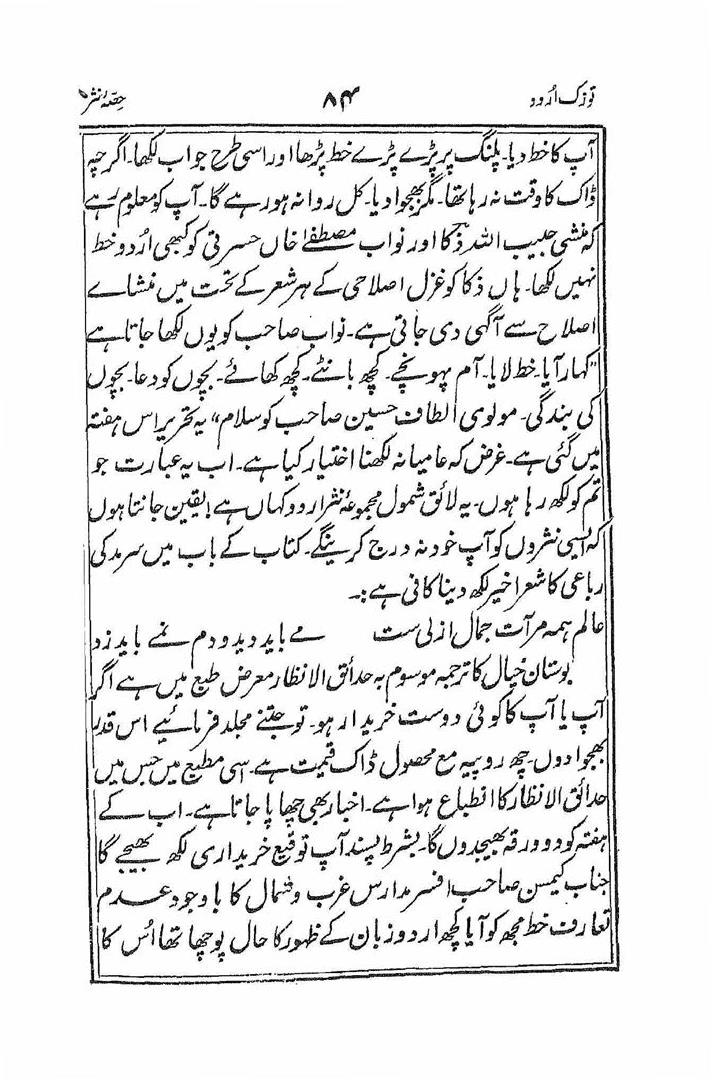 توزک اُردو ۸۴ حصّہ نثر
آپ کا خط دیا۔ پلنگ پر پڑے پڑے خط پڑھا اور اسی طرح جواب لکھا۔ اگرچہ
ڈاک کا وقت نہ رہا تھا۔ مگر بھجوا دیا۔ کل روانہ ہو رہے گا۔ آپ کو معلوم ہے
کہ منشی حبیب اللہ ذکا اور نواب مصطفےٰ خاں حسرتی کو کبھی اُردو خط
نہیں لکھا۔ ہاں ذکا کو غزل اصلاحی کے ہر شعر کے تحت میں منشاے
اصلاح سے آگہی دی جاتی ہے۔ نواب صاحب کو یوں لکھا جاتا ہے
"کہار آیا۔ خط لایا۔ آم پہونچے۔ کچھ بانٹے۔ کچھ کھائے۔ بچوں کو دعا۔ بچوں
کی بندگی۔ مولوی الطاف حسین صاحب کو سلام" یہ تحریر اس ہفتہ
میں گئی ہے۔ غرض کہ عامیانہ لکھنا اختیار کیا ہے۔ اب یہ عبارت جو
تم کو لکھ رہا ہوں۔ یہ لائق شمول مجموعۂ نثر اردو کہاں ہے! یقین جانتا ہوں
کہ ایسی نثروں کو آپ خود نہ درج کرینگے۔ کتاب کے باب میں سرمد کی
رباعی کا شعر اخیر لکھ دینا کافی ہے:۔
عالم ہمہ مرآت جمال ازلی ست مے باید دید و دم نمے باید زد
بوستان خیال کا ترجمہ موسوم بہ حدائق الانظار معرض طبع میں ہے اگر
آپ یا آپ کا کوئی دوست خریدار ہو۔ تو جتنے مجلد فرمائیے اس قدر
بھجوا دوں۔ چھ روپیہ مع محصول ڈاک قیمت ہے۔ اسی مطبع میں جس میں
حدائق الانظار کا انطباع ہوا ہے۔ اخبار بھی چھاپا جاتا ہے۔ اب کے
ہفتہ کو دو ورقہ بھیجدوں گا۔ بشرط پسند آپ توقیع خریداری لکھ بھیجے گا
جناب کیمسن صاحب افسر مدارس غرب و شمال کا باوجود عدم
تعارف خط مجھ کو آیا کچھ اردو زبان کے ظہور کا حال پوچھا تھا اُس کا